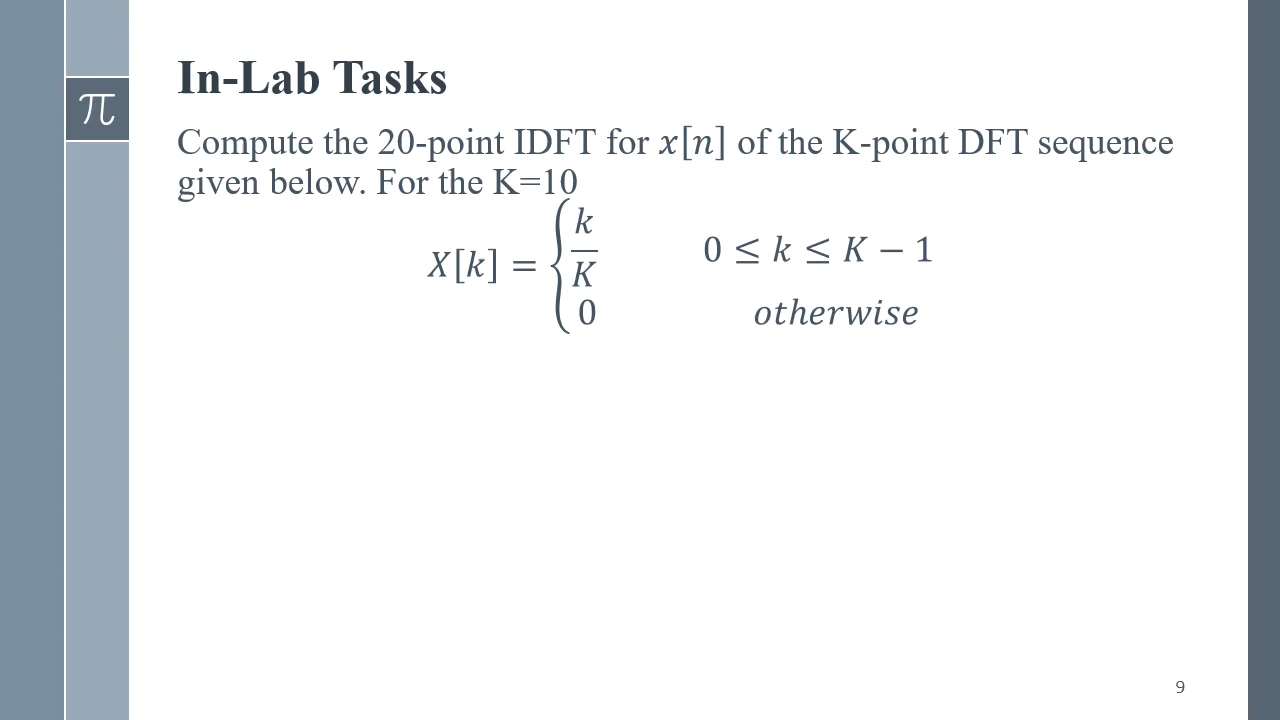 In-Lab Tasks
π
Compute the 20-point IDFT for x[n] of the K-point DFT sequence
given below. For the K=10
X[k] = { k/K 0 ≤ k ≤ K − 1
0 otherwise
9